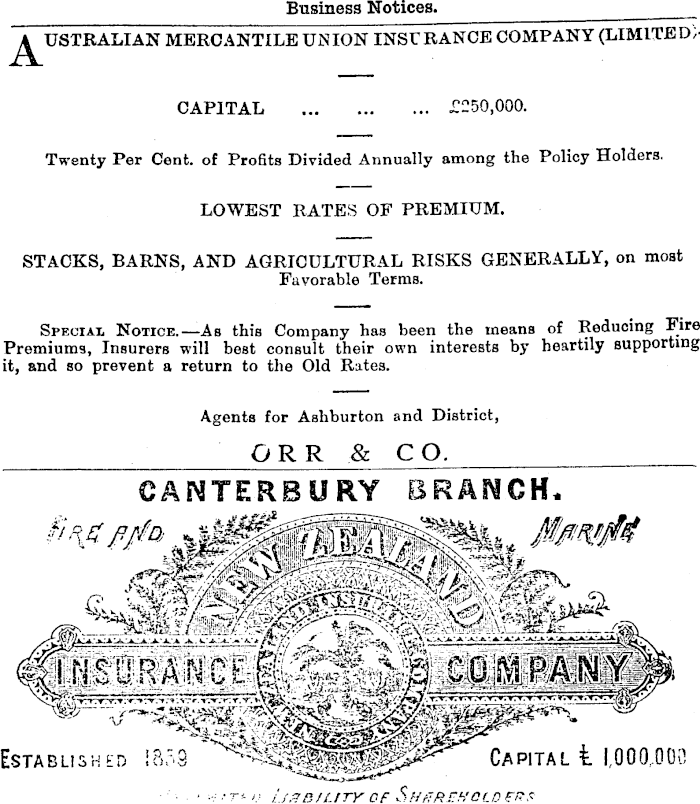 Business Notices.
AUSTRALIAN MERCANTILE UNION INSURANCE COMPANY (LIMITED)
CAPITAL ... ... ... £250,000.
Twenty Per Cent. of Profits Divided Annually among the Policy Holders.
LOWEST RATES OF PREMIUM.
STACKS, BARNS, AND AGRICULTURAL RISKS GENERALLY, on most
Favorable Terms.
SPECIAL NOTICE.—As this Company has been the means of Reducing Fire
Premiums, Insurers will best consult their own interests by heartily supporting
it, and so prevent a return to the Old Rates.
Agents for Ashburton and District,
ORR & CO.
CANTERBURY BRANCH.
FIRE AND
MARINE
NEW ZEALAND
INSURANCE COMPANY
ESTABLISHED 1859
CAPITAL £ 1,000,000
LIABILITY OF SHAREHOLDERS